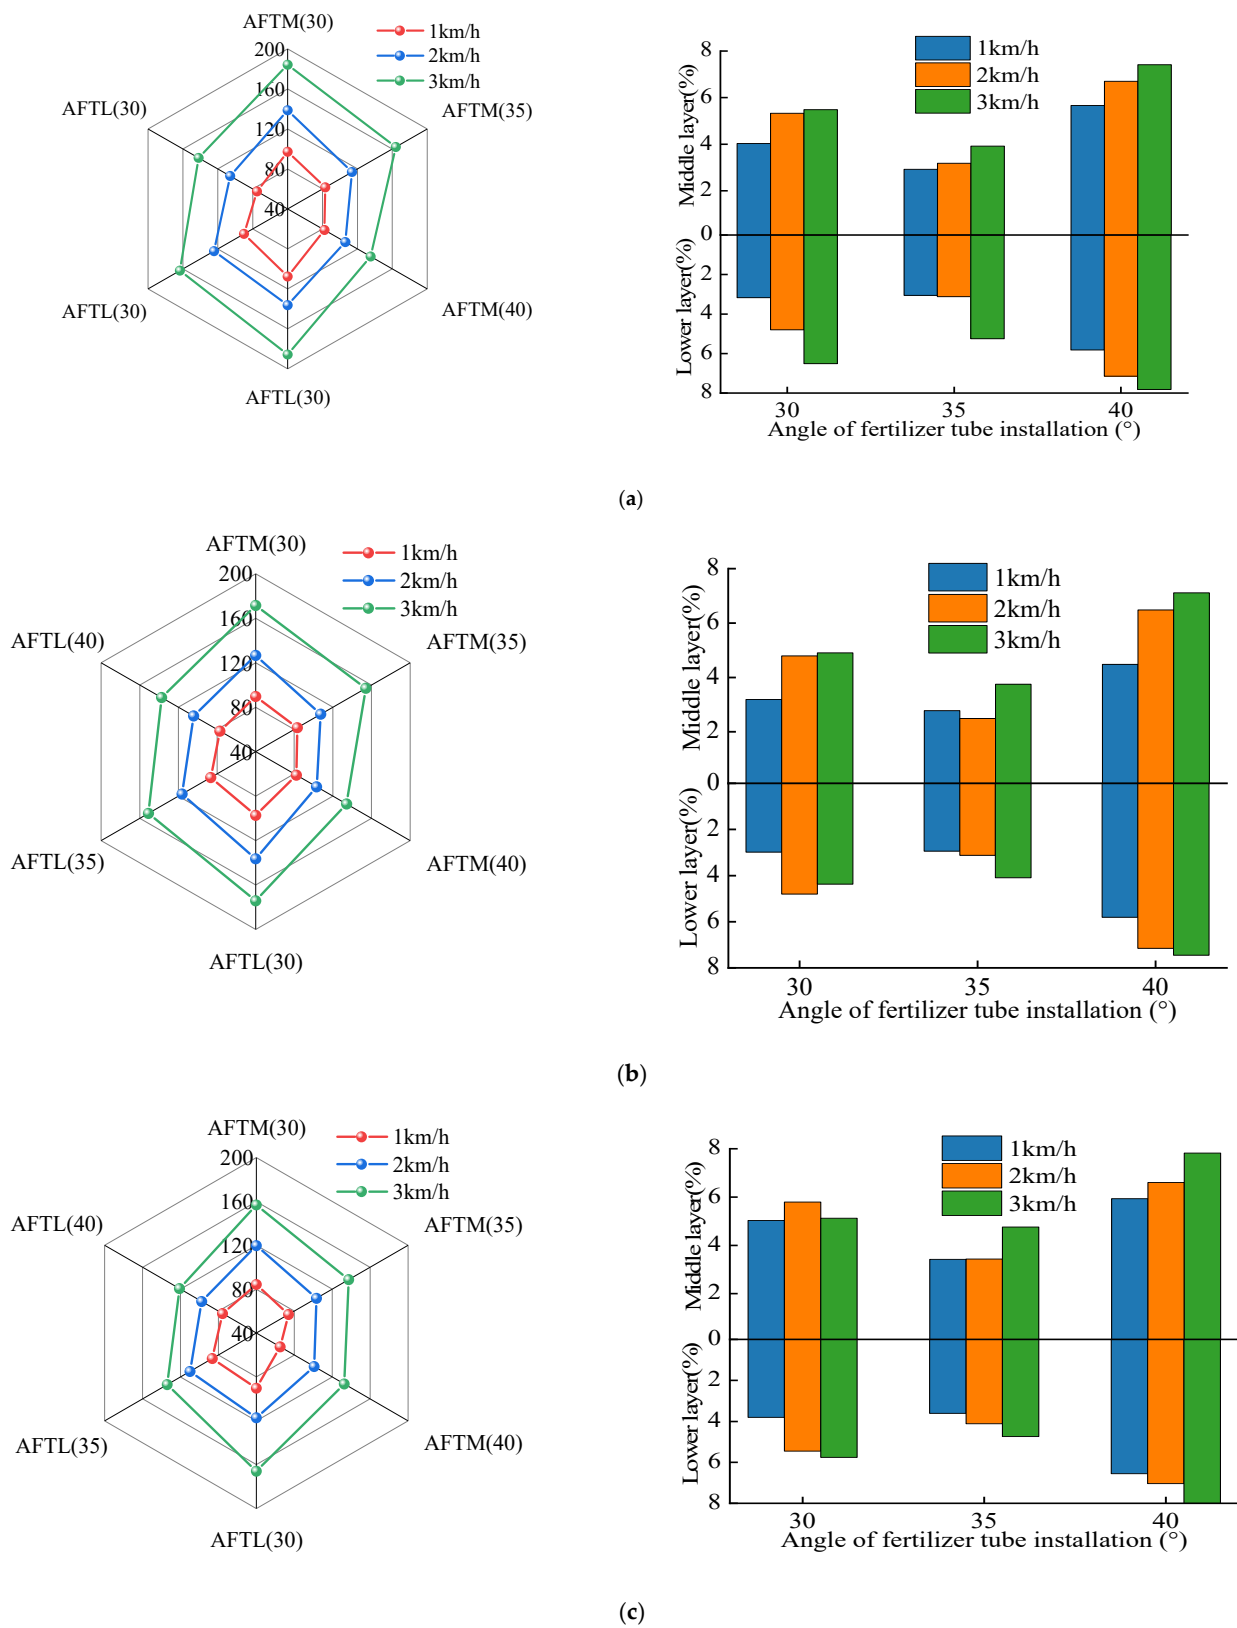 AFTM(30)
200
160
120
80
40
1km/h
2km/h
3km/h
AFTL(30)
AFTM(35)
AFTL(30)
AFTM(40)
AFTL(30)
8
6
4
2
0
2
4
6
8
Middle layer(%)
Lower layer(%)
1km/h
2km/h
3km/h
30
35
40
Angle of fertilizer tube installation (°)
(a)
AFTM(30)
200
160
120
80
40
1km/h
2km/h
3km/h
AFTL(40)
AFTM(35)
AFTL(35)
AFTM(40)
AFTL(30)
8
6
4
2
0
2
4
6
8
Middle layer(%)
Lower layer(%)
1km/h
2km/h
3km/h
30
35
40
Angle of fertilizer tube installation (°)
(b)
AFTM(30)
200
160
120
80
40
1km/h
2km/h
3km/h
AFTL(40)
AFTM(35)
AFTL(35)
AFTM(40)
AFTL(30)
8
6
4
2
0
2
4
6
8
Middle layer(%)
Lower layer(%)
1km/h
2km/h
3km/h
30
35
40
Angle of fertilizer tube installation (°)
(c)